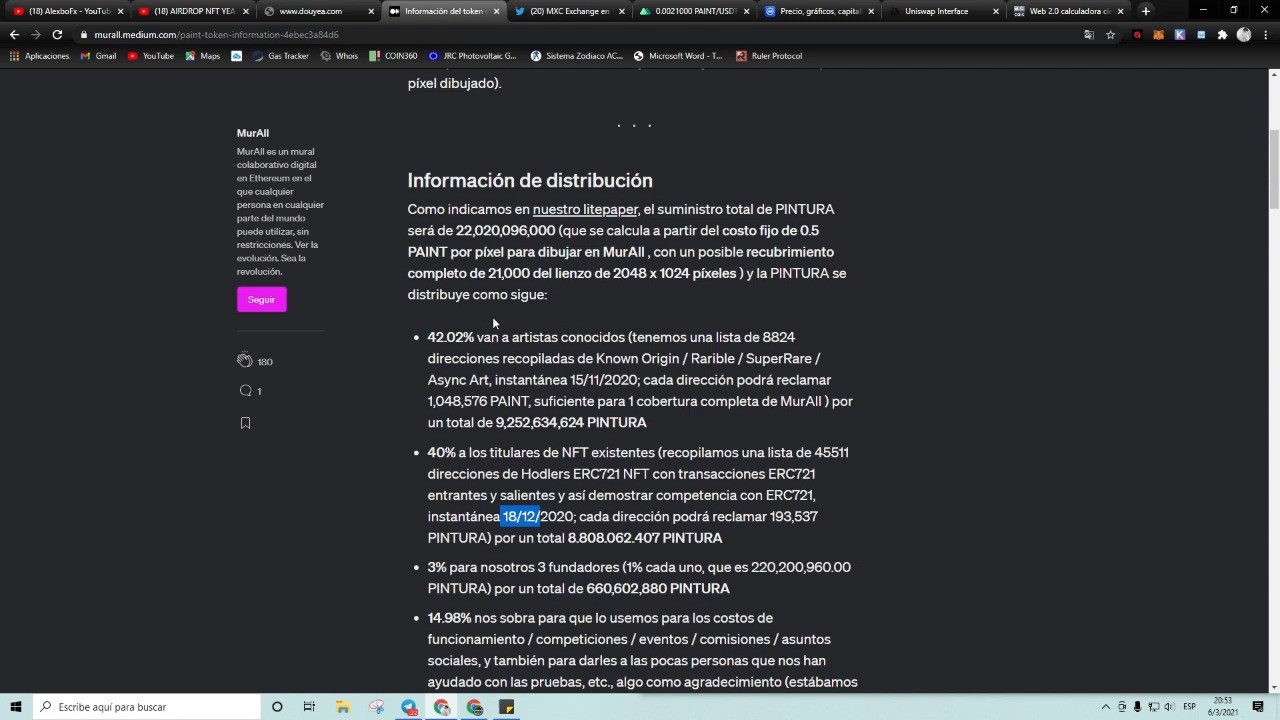 (18) AlexboFx - YouTub
(18) AIRDROP NFT YEA
www.douyea.com
Información del token
(20) MXC Exchange en
0.0021000 PAINT/USDT
Precio, gráficos, capital
Uniswap Interface
Web 2.0 calculadora cie
murall.medium.com/paint-token-information-4ebec3a84d6
Aplicaciones
Gmail
YouTube
Maps
Gas Tracker
Whois
COIN360
JRC Photovoltaic G...
Sistema Zodiaco AC...
Microsoft Word - T...
Ruler Protocol
píxel dibujado).
. . .
MurAll
MurAll es un mural
colaborativo digital
en Ethereum en el
que cualquier
persona en cualquier
parte del mundo
puede utilizar, sin
restricciones. Ver la
evolución. Sea la
revolución.
Seguir
180
1
Información de distribución
Como indicamos en nuestro litepaper, el suministro total de PINTURA
será de 22,020,096,000 (que se calcula a partir del costo fijo de 0.5
PAINT por píxel para dibujar en MurAll , con un posible recubrimiento
completo de 21,000 del lienzo de 2048 x 1024 píxeles ) y la PINTURA se
distribuye como sigue:
• 42.02% van a artistas conocidos (tenemos una lista de 8824
direcciones recopiladas de Known Origin / Rarible / SuperRare /
Async Art, instantánea 15/11/2020; cada dirección podrá reclamar
1,048,576 PAINT, suficiente para 1 cobertura completa de MurAll ) por
un total de 9,252,634,624 PINTURA
• 40% a los titulares de NFT existentes (recopilamos una lista de 45511
direcciones de Hodlers ERC721 NFT con transacciones ERC721
entrantes y salientes y así demostrar competencia con ERC721,
instantánea 18/12/2020; cada dirección podrá reclamar 193,537
PINTURA) por un total 8.808.062.407 PINTURA
• 3% para nosotros 3 fundadores (1% cada uno, que es 220,200,960.00
PINTURA) por un total de 660,602,880 PINTURA
• 14.98% nos sobra para que lo usemos para los costos de
funcionamiento / competiciones / eventos / comisiones / asuntos
sociales, y también para darles a las pocas personas que nos han
ayudado con las pruebas, etc., algo como agradecimiento (estábamos
Escribe aquí para buscar
ESP
20:53
6/3/2021